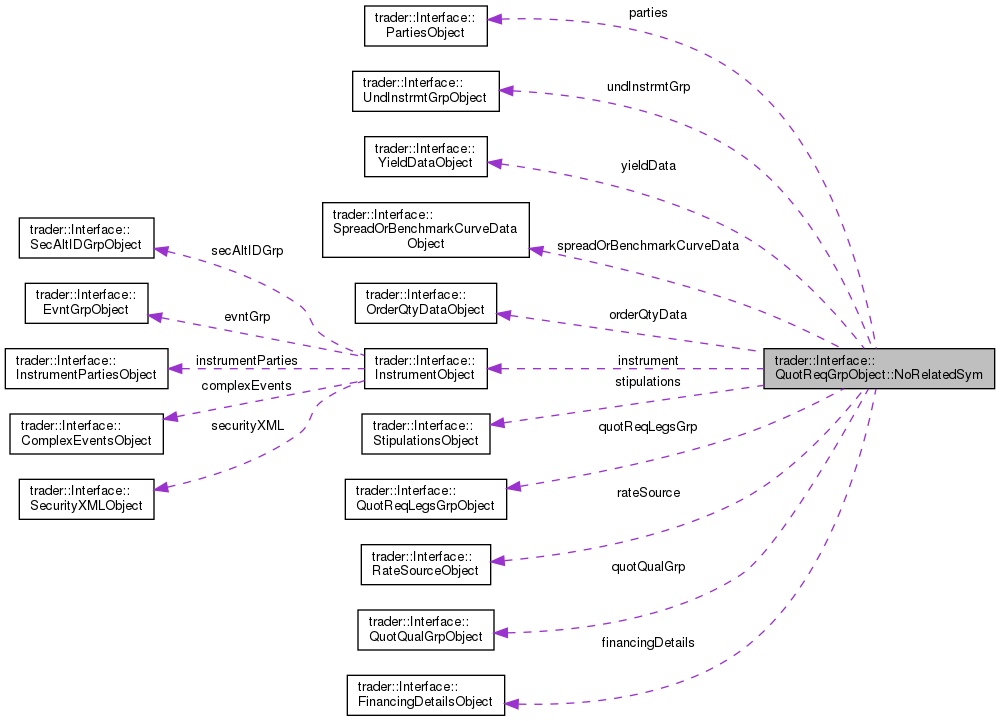 trader::Interface::
PartiesObject
parties
trader::Interface::
UndInstrmtGrpObject
undInstrmtGrp
trader::Interface::
YieldDataObject
yieldData
trader::Interface::
SpreadOrBenchmarkCurveData
Object
spreadOrBenchmarkCurveData
trader::Interface::
SecAltIDGrpObject
secAltIDGrp
trader::Interface::
EvntGrpObject
evntGrp
trader::Interface::
OrderQtyDataObject
orderQtyData
trader::Interface::
InstrumentPartiesObject
instrumentParties
trader::Interface::
InstrumentObject
instrument
trader::Interface::
QuotReqGrpObject::NoRelatedSym
complexEvents
stipulations
trader::Interface::
ComplexEventsObject
securityXML
trader::Interface::
StipulationsObject
quotReqLegsGrp
trader::Interface::
SecurityXMLObject
trader::Interface::
QuotReqLegsGrpObject
rateSource
trader::Interface::
RateSourceObject
quotQualGrp
trader::Interface::
QuotQualGrpObject
financingDetails
trader::Interface::
FinancingDetailsObject